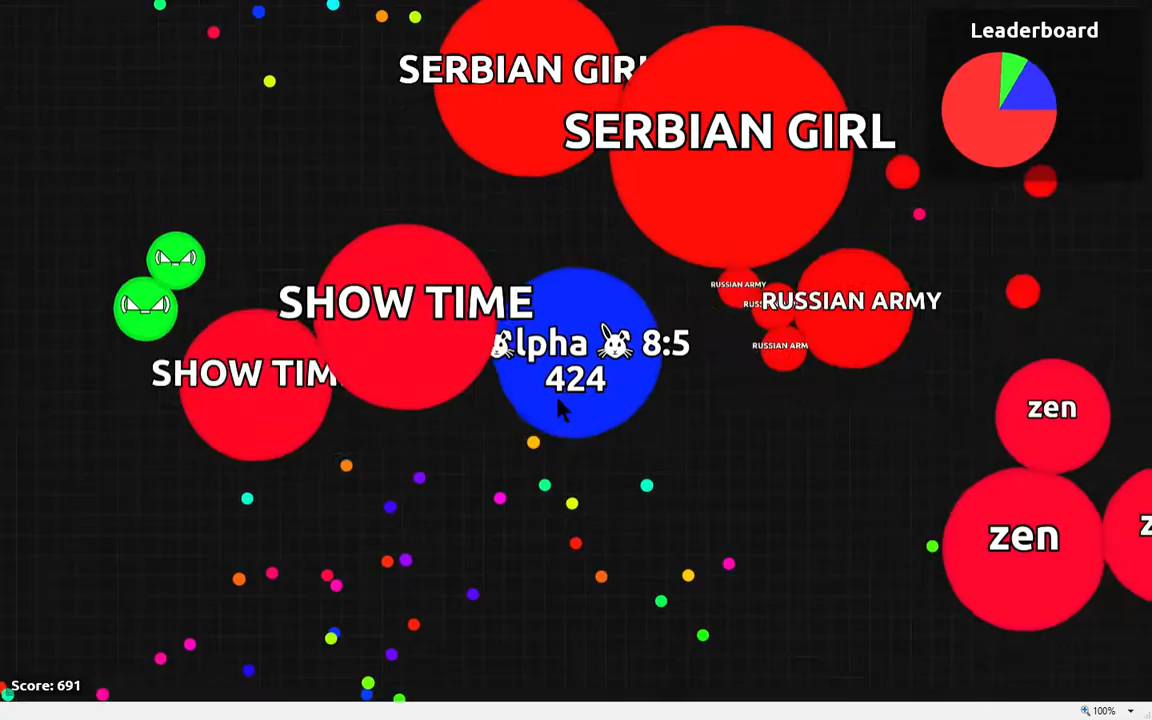 Leaderboard
SERBIAN GIRL
SERBIAN GIRL
RUSSIAN ARMY
RUSSIAN ARMY
SHOW TIME
🐰lpha 🐰 8:5
424
RUSSIAN ARM
SHOW TIM
zen
zen
Score: 691
100%